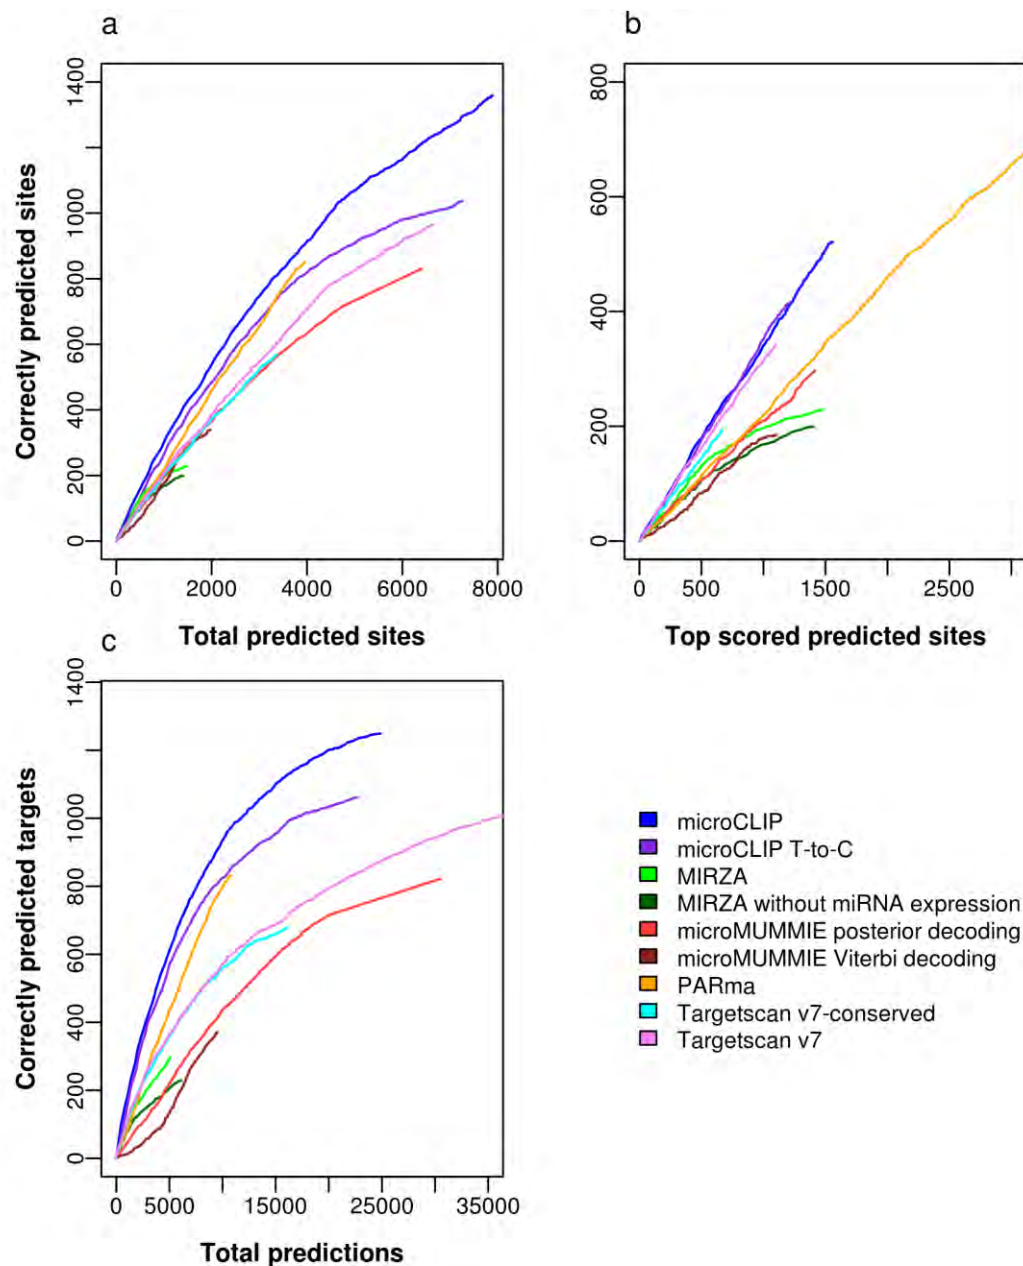 a
1400
1000
800
600
400
200
0
Correctly predicted sites
0
2000
4000
6000
8000
Total predicted sites
b
800
600
400
200
0
0
500
1500
2500
Top scored predicted sites
c
1400
1000
800
600
400
200
0
Correctly predicted targets
0
5000
15000
25000
35000
Total predictions
microCLIP
microCLIP T-to-C
MIRZA
MIRZA without miRNA expression
microMUMMIE posterior decoding
microMUMMIE Viterbi decoding
PARma
Targetscan v7-conserved
Targetscan v7